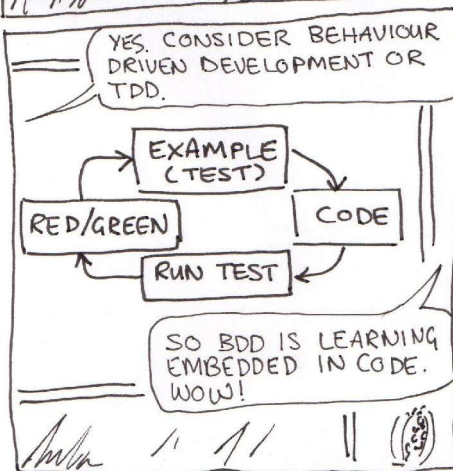 YES. CONSIDER BEHAVIOUR
DRIVEN DEVELOPMENT OR
TDD.
EXAMPLE
(TEST)
RED/GREEN
CODE
RUN TEST
SO BDD IS LEARNING
EMBEDDED IN CODE.
WOW!